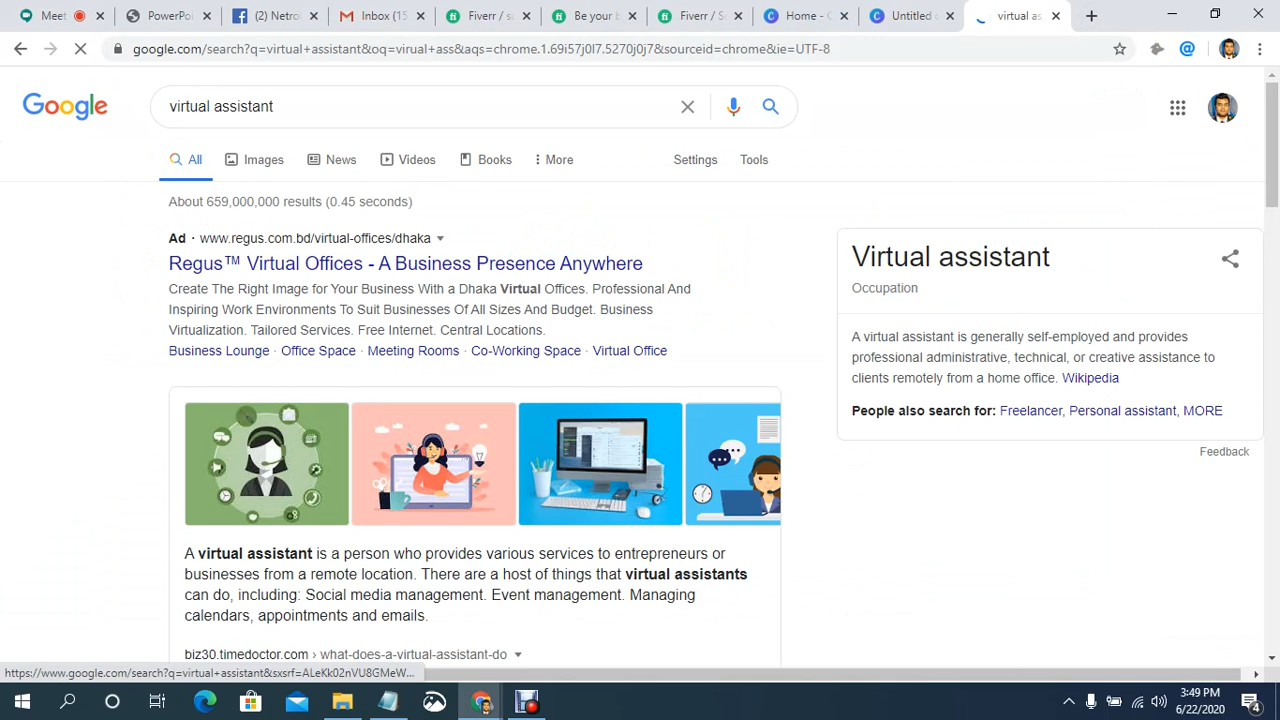 Meet
PowerPoi
(2) Netro
Inbox (15
Fiverr / su
Be your b
Fiverr / S
Home - C
Untitled d
virtual ass
google.com/search?q=virtual+assistant&oq=virual+ass&aqs=chrome.1.69i57j0l7.5270j0j7&sourceid=chrome&ie=UTF-8
Google
virtual assistant
All
Images
News
Videos
Books
More
Settings
Tools
About 659,000,000 results (0.45 seconds)
Ad · www.regus.com.bd/virtual-offices/dhaka
Regus™ Virtual Offices - A Business Presence Anywhere
Create The Right Image for Your Business With a Dhaka Virtual Offices. Professional And
Inspiring Work Environments To Suit Businesses Of All Sizes And Budget. Business
Virtualization. Tailored Services. Free Internet. Central Locations.
Business Lounge · Office Space · Meeting Rooms · Co-Working Space · Virtual Office
Virtual assistant
Occupation
A virtual assistant is generally self-employed and provides
professional administrative, technical, or creative assistance to
clients remotely from a home office. Wikipedia
People also search for: Freelancer, Personal assistant, MORE
Feedback
A virtual assistant is a person who provides various services to entrepreneurs or
businesses from a remote location. There are a host of things that virtual assistants
can do, including: Social media management. Event management. Managing
calendars, appointments and emails.
biz30.timedoctor.com › what-does-a-virtual-assistant-do
https://www.google.com/search?q=virtual+assistant&sxsrf=ALeKk02nVU8GMeW...
3:49 PM
6/22/2020
4